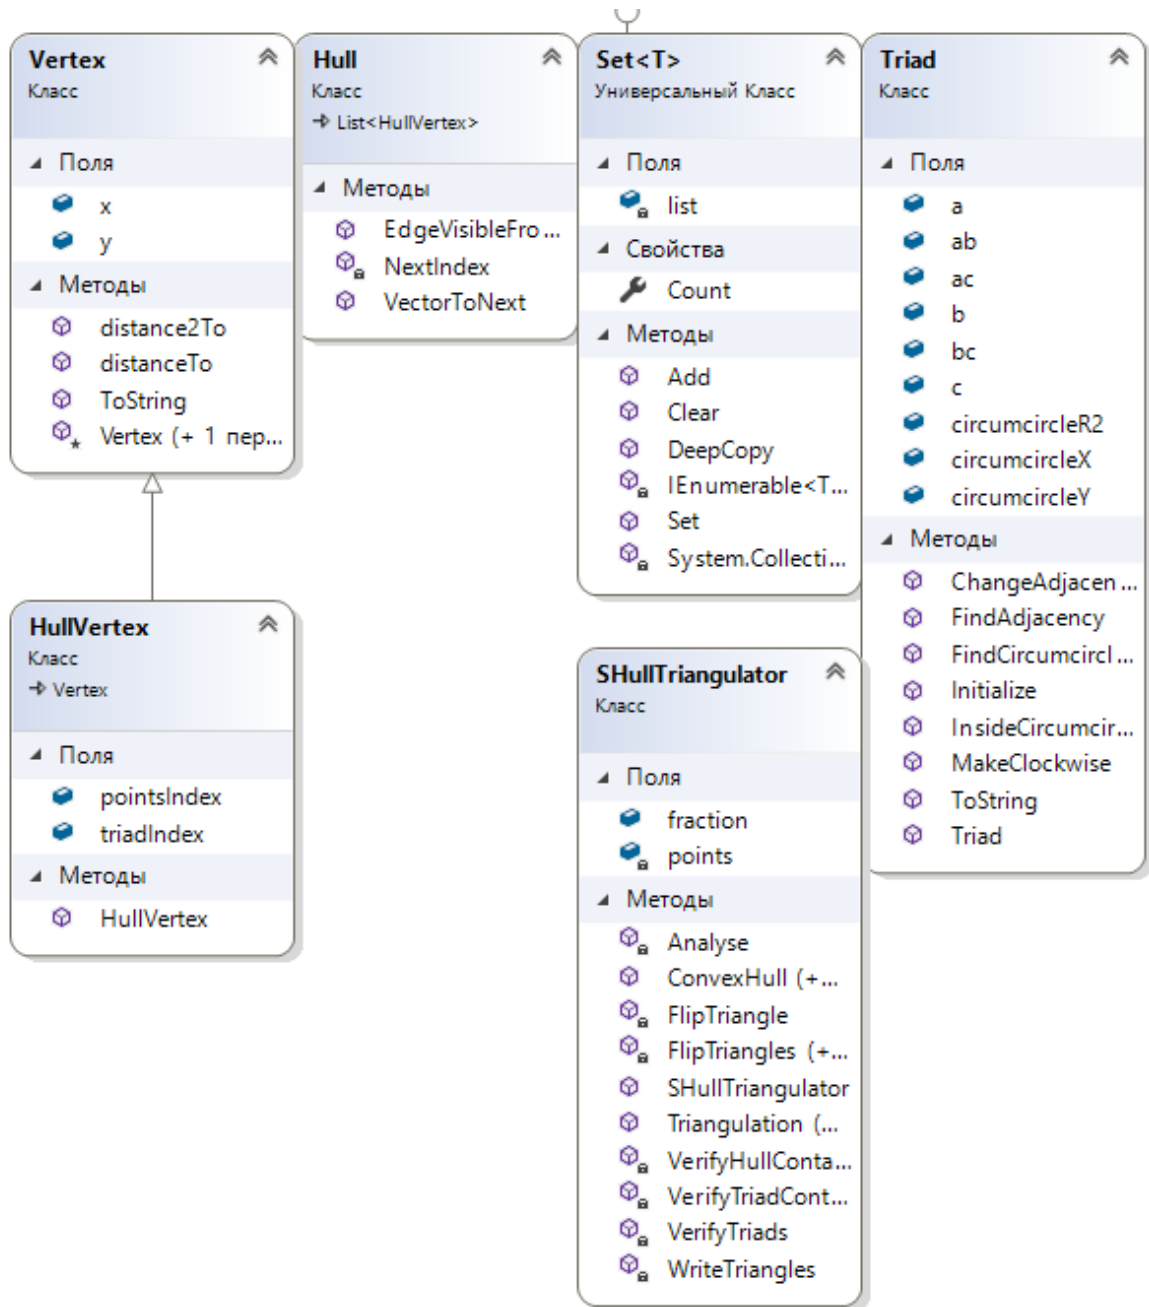 Vertex
Класс
Поля
x
y
Методы
distance2To
distanceTo
ToString
Vertex (+ 1 пер...
HullVertex
Класс
Vertex
Поля
pointsIndex
triadIndex
Методы
HullVertex
Hull
Класс
List<HullVertex>
Методы
EdgeVisibleFro...
NextIndex
VectorToNext
Set<T>
Универсальный Класс
Поля
list
Свойства
Count
Методы
Add
Clear
DeepCopy
IEnumerable<T...
Set
System.Collecti...
SHullTriangulator
Класс
Поля
fraction
points
Методы
Analyse
ConvexHull (+...
FlipTriangle
FlipTriangles (+...
SHullTriangulator
Triangulation (...
VerifyHullConta...
VerifyTriadCont...
VerifyTriads
WriteTriangles
Triad
Класс
Поля
a
ab
ac
b
bc
c
circumcircleR2
circumcircleX
circumcircleY
Методы
ChangeAdjacen...
FindAdjacency
FindCircumcircl...
Initialize
InsideCircumcir...
MakeClockwise
ToString
Triad